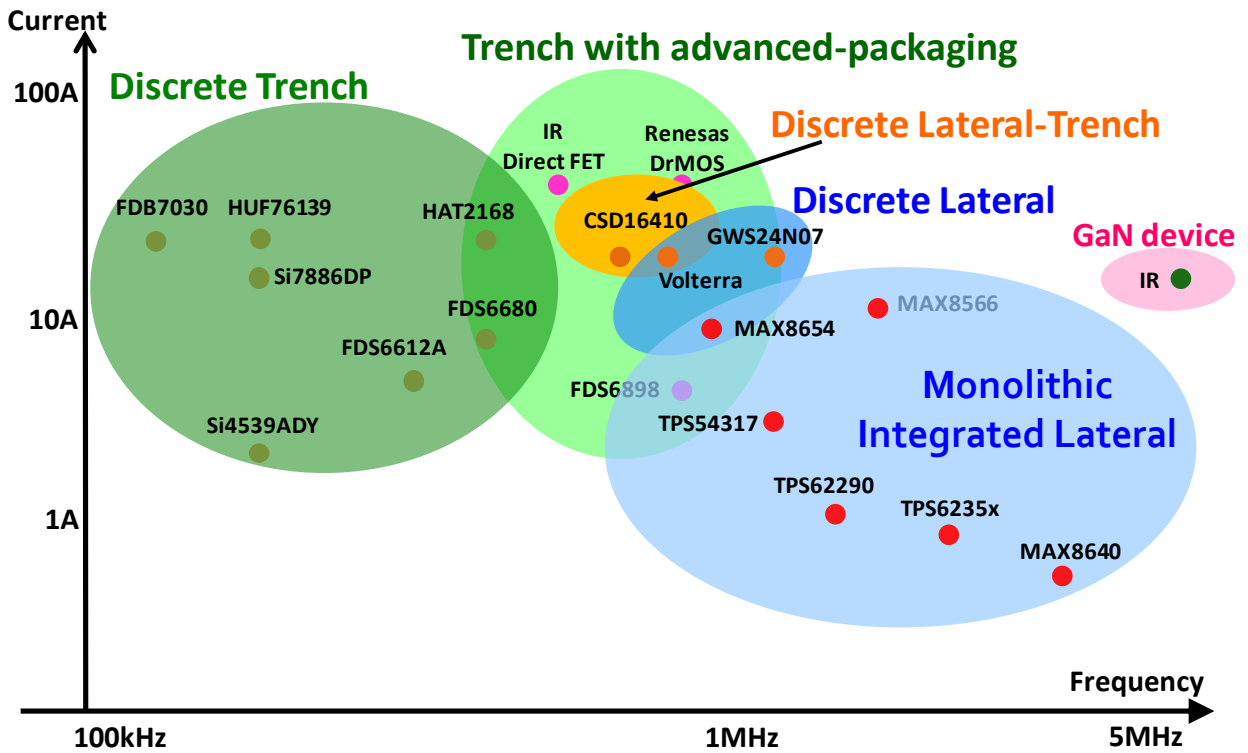 Current
Trench with advanced-packaging
100A
Discrete Trench
IR
Direct FET
Renesas
DrMOS
Discrete Lateral-Trench
FDB7030
HUF76139
HAT2168
CSD16410
Discrete Lateral
GWS24N07
GaN device
Si7886DP
Volterra
IR
10A
FDS6680
MAX8654
MAX8566
FDS6612A
FDS6898
Monolithic
Integrated Lateral
Si4539ADY
TPS54317
1A
TPS62290
TPS6235x
MAX8640
Frequency
100kHz
1MHz
5MHz